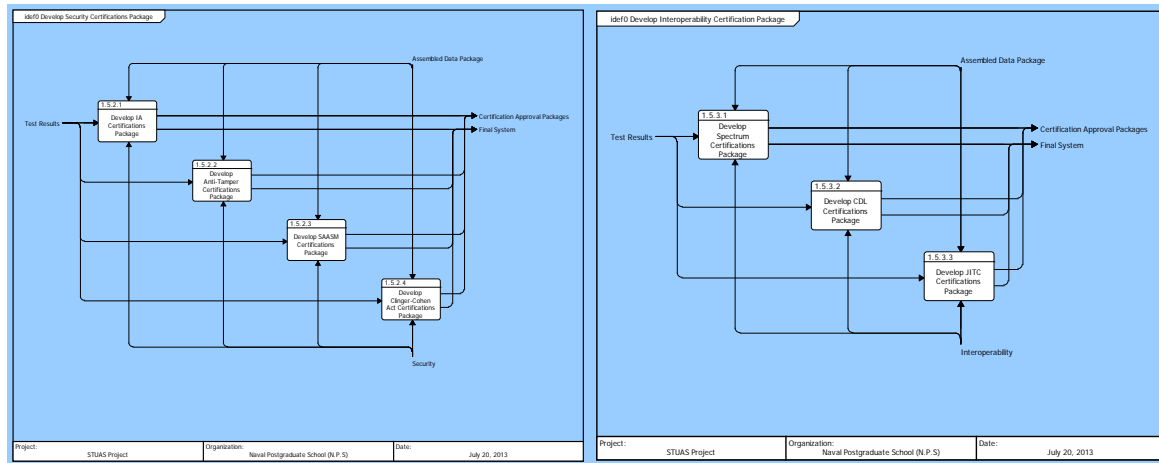 idef0 Develop Security Certifications Package
Assembled Data Package
1.5.2.1
Develop IA
Certifications
Package
Test Results
Certification Approval Packages
Final System
1.5.2.2
Develop
Anti-Tamper
Certifications
Package
1.5.2.3
Develop SAASM
Certifications
Package
1.5.2.4
Develop
Clinger-Cohen
Act Certifications
Package
Security
Project:
STUAS Project
Organization:
Naval Postgraduate School (N.P.S)
Date:
July 20, 2013
idef0 Develop Interoperability Certification Package
Assembled Data Package
1.5.3.1
Develop
Spectrum
Certifications
Package
Test Results
Certification Approval Packages
Final System
1.5.3.2
Develop CDL
Certifications
Package
1.5.3.3
Develop JITC
Certifications
Package
Interoperability
Project:
STUAS Project
Organization:
Naval Postgraduate School (N.P.S)
Date:
July 20, 2013